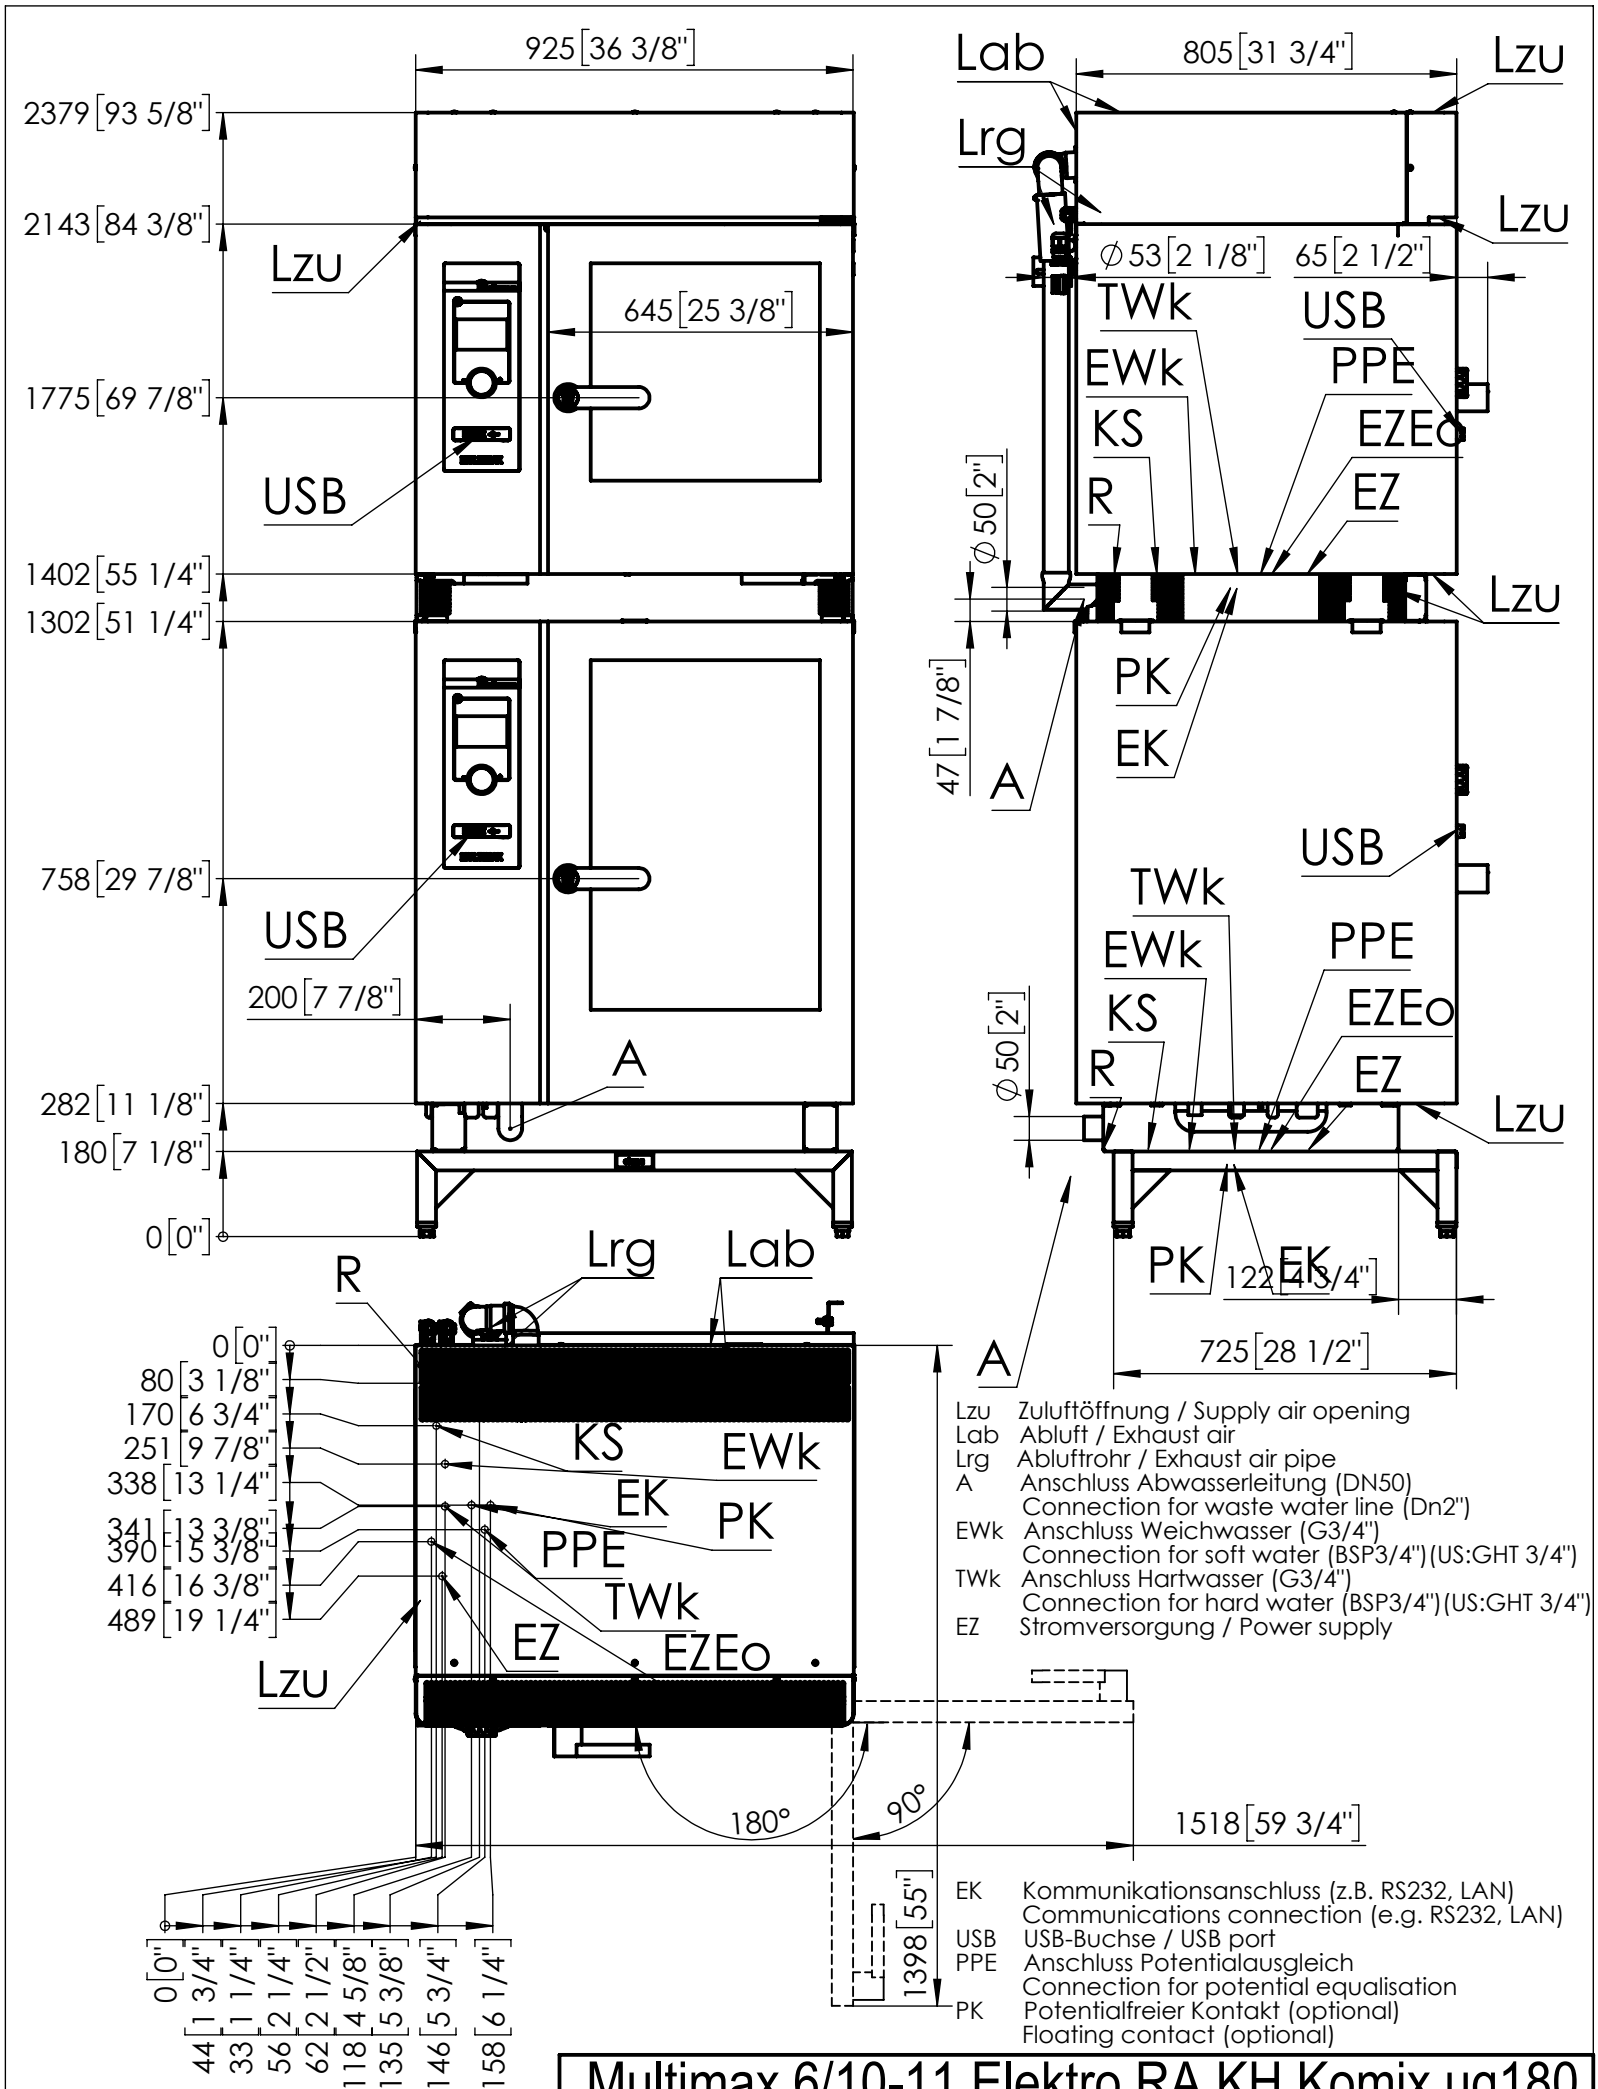 925[36 3/8"]
2379[93 5/8"]
2143[84 3/8"]
Lzu
645[25 3/8"]
1775[69 7/8"]
USB
1402[55 1/4"]
1302[51 1/4"]
758[29 7/8"]
USB
200[7 7/8"]
A
282[11 1/8"]
180[7 1/8"]
0[0"]
Lab
805[31 3/4"]
Lzu
Lrg
Lzu
Ø53[2 1/8"]
65[2 1/2"]
TWk
USB
EWk
PPE
KS
EZEo
R
EZ
Ø50[2"]
Lzu
47[1 7/8"]
PK
EK
A
USB
TWk
EWk
PPE
KS
EZEo
R
EZ
Ø50[2"]
Lzu
PK
EK
122[4 3/4"]
725[28 1/2"]
A
R
Lrg
Lab
0[0"]
80[3 1/8"]
170[6 3/4"]
251[9 7/8"]
338[13 1/4"]
341[13 3/8"]
390[15 3/8"]
416[16 3/8"]
489[19 1/4"]
KS
EWk
EK
PK
PPE
TWk
EZ
EZEo
Lzu
180°
90°
1518[59 3/4"]
1398[55"]
0[0"]
44[1 3/4"]
33[1 1/4"]
56[2 1/4"]
62[2 1/2"]
118[4 5/8"]
135[5 3/8"]
146[5 3/4"]
158[6 1/4"]
Lzu Zuluftöffnung / Supply air opening
Lab Abluft / Exhaust air
Lrg Abluftrohr / Exhaust air pipe
A Anschluss Abwasserleitung (DN50)
Connection for waste water line (Dn2")
EWk Anschluss Weichwasser (G3/4")
Connection for soft water (BSP3/4")(US:GHT 3/4")
TWk Anschluss Hartwasser (G3/4")
Connection for hard water (BSP3/4")(US:GHT 3/4")
EZ Stromversorgung / Power supply
EK Kommunikationsanschluss (z.B. RS232, LAN)
Communications connection (e.g. RS232, LAN)
USB USB-Buchse / USB port
PPE Anschluss Potentialausgleich
Connection for potential equalisation
PK Potentialfreier Kontakt (optional)
Floating contact (optional)
Multimax 6/10-11 Elektro RA KH Komix ug180